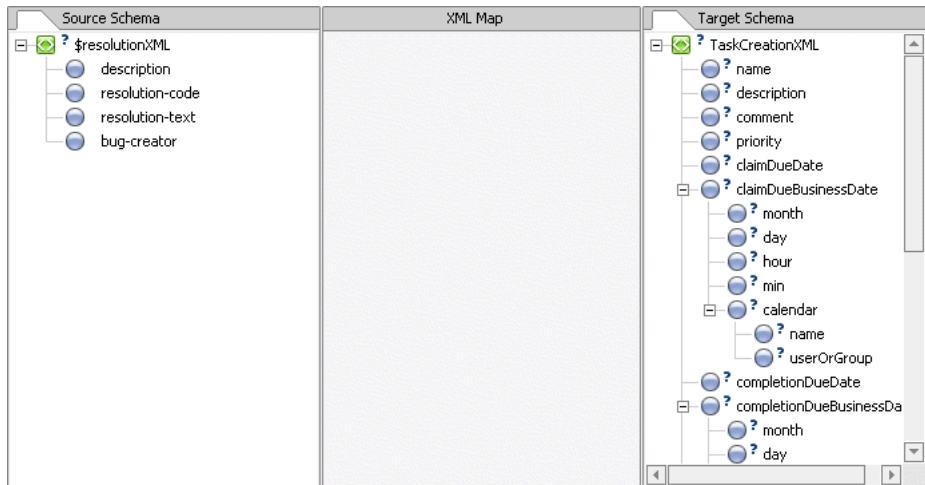 Source Schema
XML Map
Target Schema
? $resolutionXML
description
resolution-code
resolution-text
bug-creator
? TaskCreationXML
? name
? description
? comment
? priority
? claimDueDate
? claimDueBusinessDate
? month
? day
? hour
? min
? calendar
? name
? userOrGroup
? completionDueDate
? completionDueBusinessDa
? month
? day